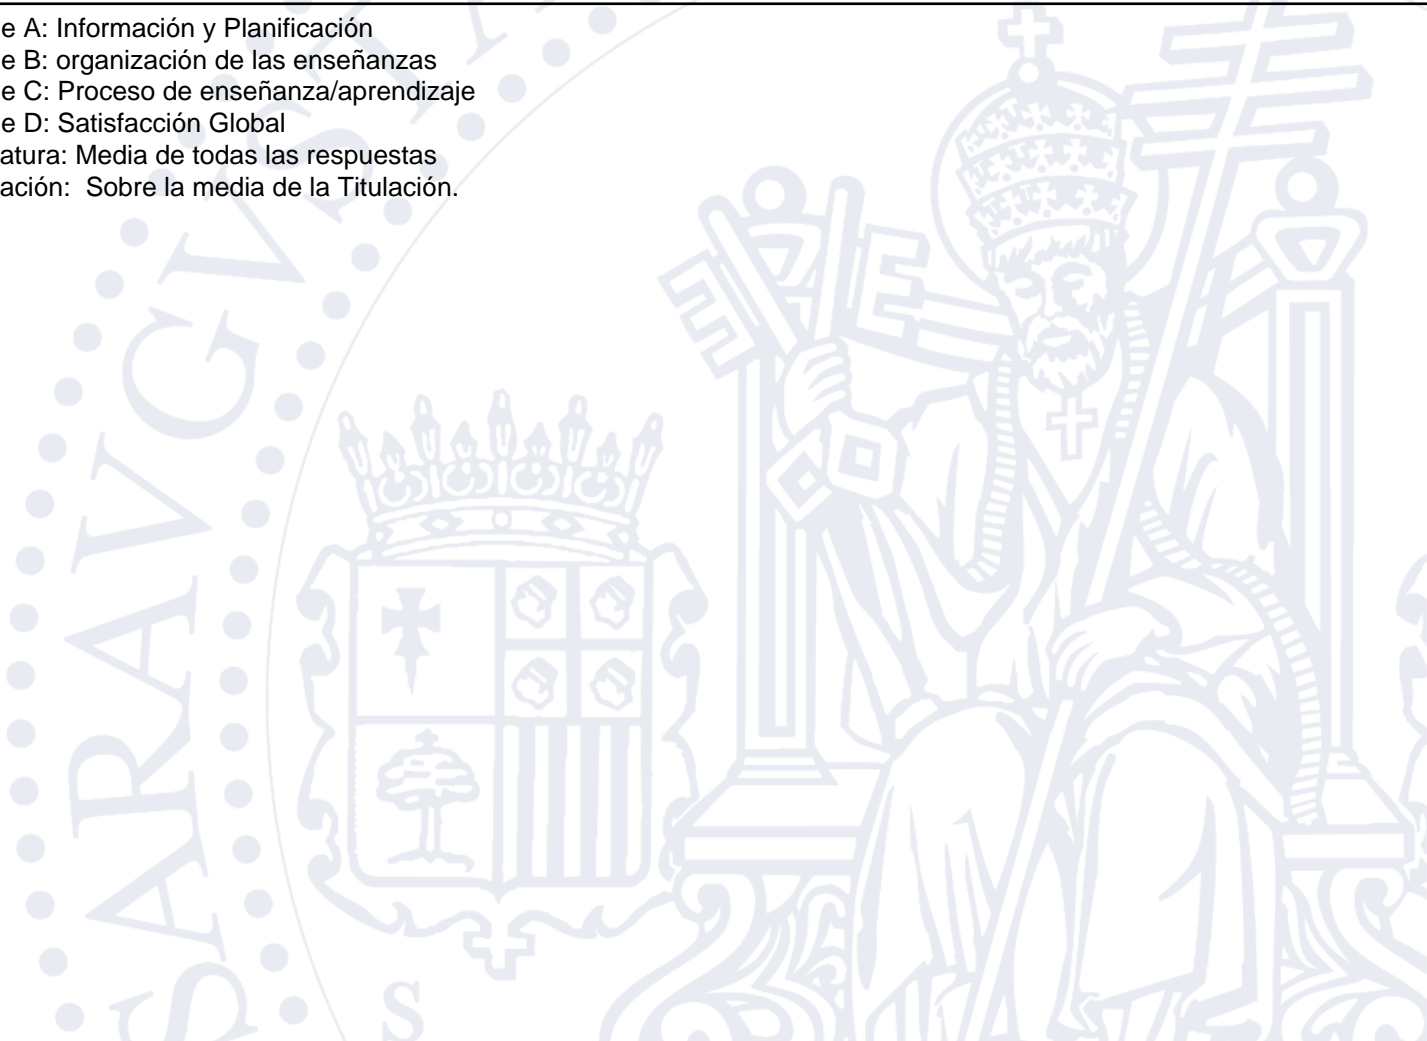 e A: Información y Planificación
e B: organización de las enseñanzas
e C: Proceso de enseñanza/aprendizaje
e D: Satisfacción Global
atura: Media de todas las respuestas
ación: Sobre la media de la Titulación.
SARAVGVSTA
S